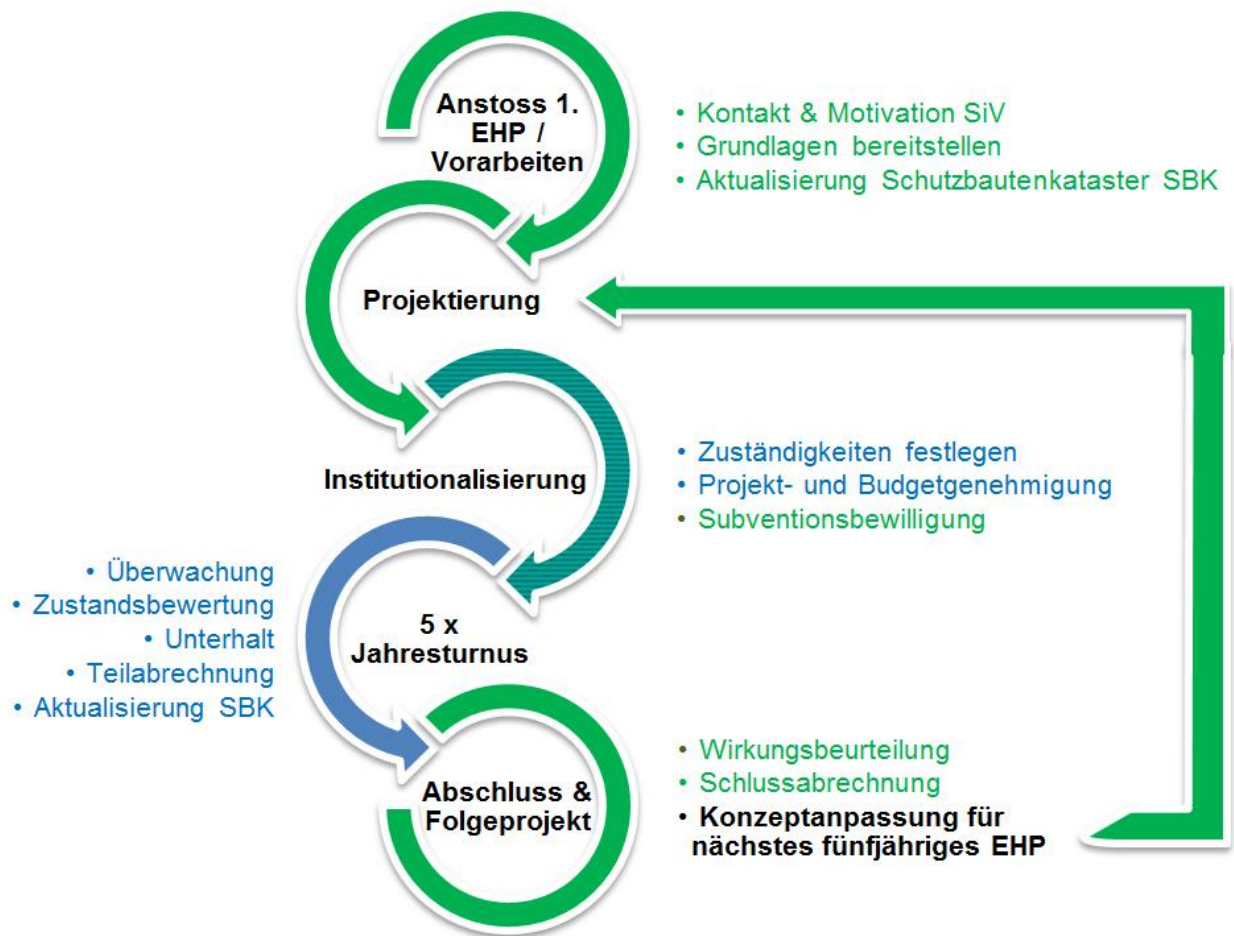 Anstoss 1.
EHP /
Vorarbeiten
• Kontakt & Motivation SiV
• Grundlagen bereitstellen
• Aktualisierung Schutzbautenkataster SBK
Projektierung
Institutionalisierung
• Zuständigkeiten festlegen
• Projekt- und Budgetgenehmigung
• Subventionsbewilligung
• Überwachung
• Zustandsbewertung
• Unterhalt
• Teilabrechnung
• Aktualisierung SBK
5 x
Jahresturnus
Abschluss &
Folgeprojekt
• Wirkungsbeurteilung
• Schlussabrechnung
• Konzeptanpassung für
nächstes fünfjähriges EHP